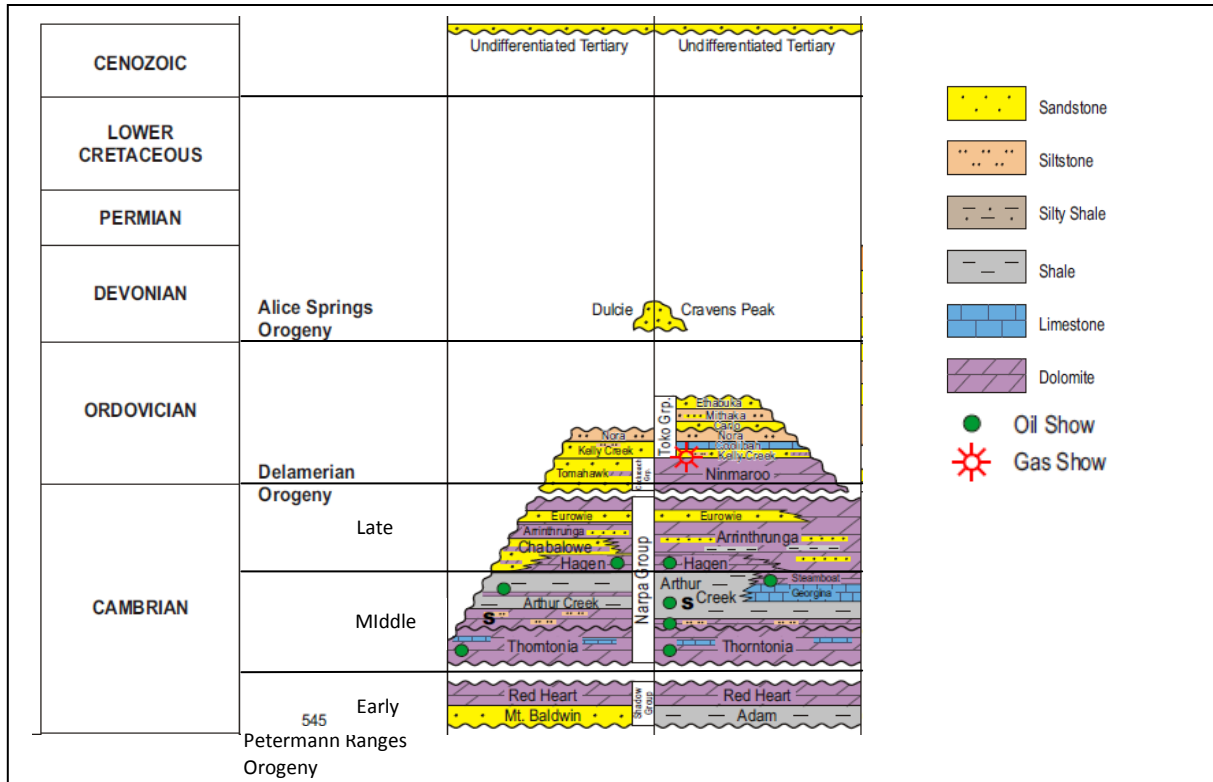 Undifferentiated Tertiary
Undifferentiated Tertiary
CENOZOIC
LOWER
CRETACEOUS
PERMIAN
DEVONIAN
Alice Springs
Orogeny
Dulcie
Cravens Peak
ORDOVICIAN
Toko Grp.
Ethabuka
Mithaka
Carlo
Nora
Nora
Coolibah
Kelly Creek
Kelly Creek
Tomahawk
Ninmaroo
Delamerian
Orogeny
CAMBRIAN
Late
Narpa Group
Eurowie
Eurowie
Arrinthrunga
Arrinthrunga
Chabalowe
Hagen
Hagen
Steamboat
Arthur
Creek
Georgina
Arthur Creek
S
S
MIddle
Thorntonia
Thorntonia
Early
Shadow
Group
Red Heart
Red Heart
Mt. Baldwin
Adam
545
Petermann Ranges
Orogeny
Sandstone
Siltstone
Silty Shale
Shale
Limestone
Dolomite
Oil Show
Gas Show